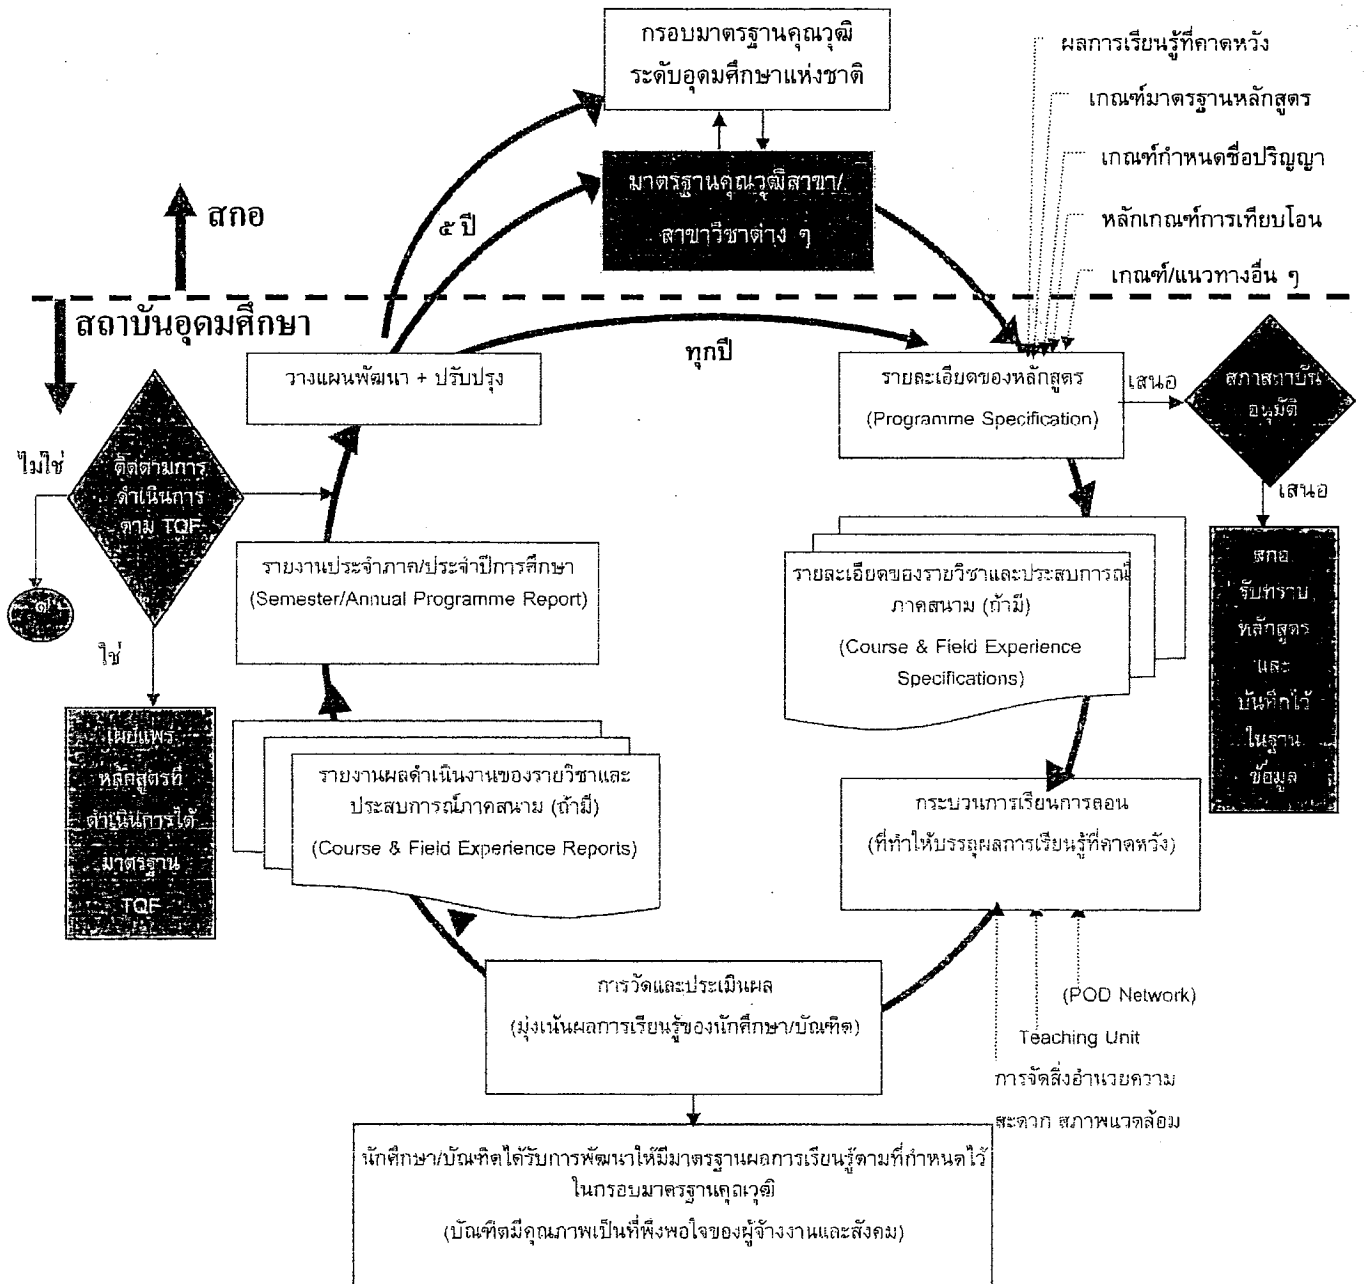 กรอบมาตรฐานคุณวุฒิ
ระดับอุดมศึกษาแห่งชาติ
ผลการเรียนรู้ที่คาดหวัง
เกณฑ์มาตรฐานหลักสูตร
เกณฑ์กำหนดชื่อปริญญา
หลักเกณฑ์การเทียบโอน
เกณฑ์/แนวทางอื่น ๆ
มาตรฐานคุณวุฒิสาขา/
สาขาวิชาต่าง ๆ
สกอ
๕ ปี
สถาบันอุดมศึกษา
ทุกปี
วางแผนพัฒนา + ปรับปรุง
รายละเอียดของหลักสูตร
(Programme Specification)
เสนอ
สภาสถาบัน
อนุมัติ
เสนอ
ไม่ใช่
ติดตามการ
ดำเนินการ
ตาม TQF
ใช่
รายงานประจำภาค/ประจำปีการศึกษา
(Semester/Annual Programme Report)
รายละเอียดของรายวิชาและประสบการณ์
ภาคสนาม (ถ้ามี)
(Course & Field Experience
Specifications)
สกอ
รับทราบ
หลักสูตร
และ
บันทึกไว้
ในฐาน
ข้อมูล
เผยแพร่
หลักสูตรที่
ดำเนินการได้
มาตรฐาน
TQF
รายงานผลดำเนินงานของรายวิชาและ
ประสบการณ์ภาคสนาม (ถ้ามี)
(Course & Field Experience Reports)
กระบวนการเรียนการสอน
(ที่ทำให้บรรลุผลการเรียนรู้ที่คาดหวัง)
การวัดและประเมินผล
(มุ่งเน้นผลการเรียนรู้ของนักศึกษา/บัณฑิต)
(POD Network)
Teaching Unit
การจัดสิ่งอำนวยความ
สะดวก สภาพแวดล้อม
นักศึกษา/บัณฑิตได้รับการพัฒนาให้มีมาตรฐานผลการเรียนรู้ตามที่กำหนดไว้
ในกรอบมาตรฐานคุณวุฒิ
(บัณฑิตมีคุณภาพเป็นที่พึงพอใจของผู้จ้างงานและสังคม)